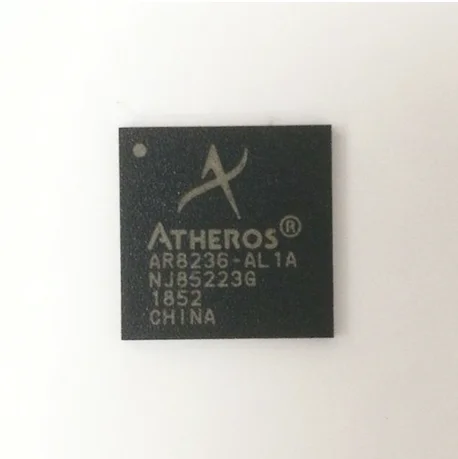 ATHEROS®
AR8236-AL1A
NJ85223G
1852
CHINA